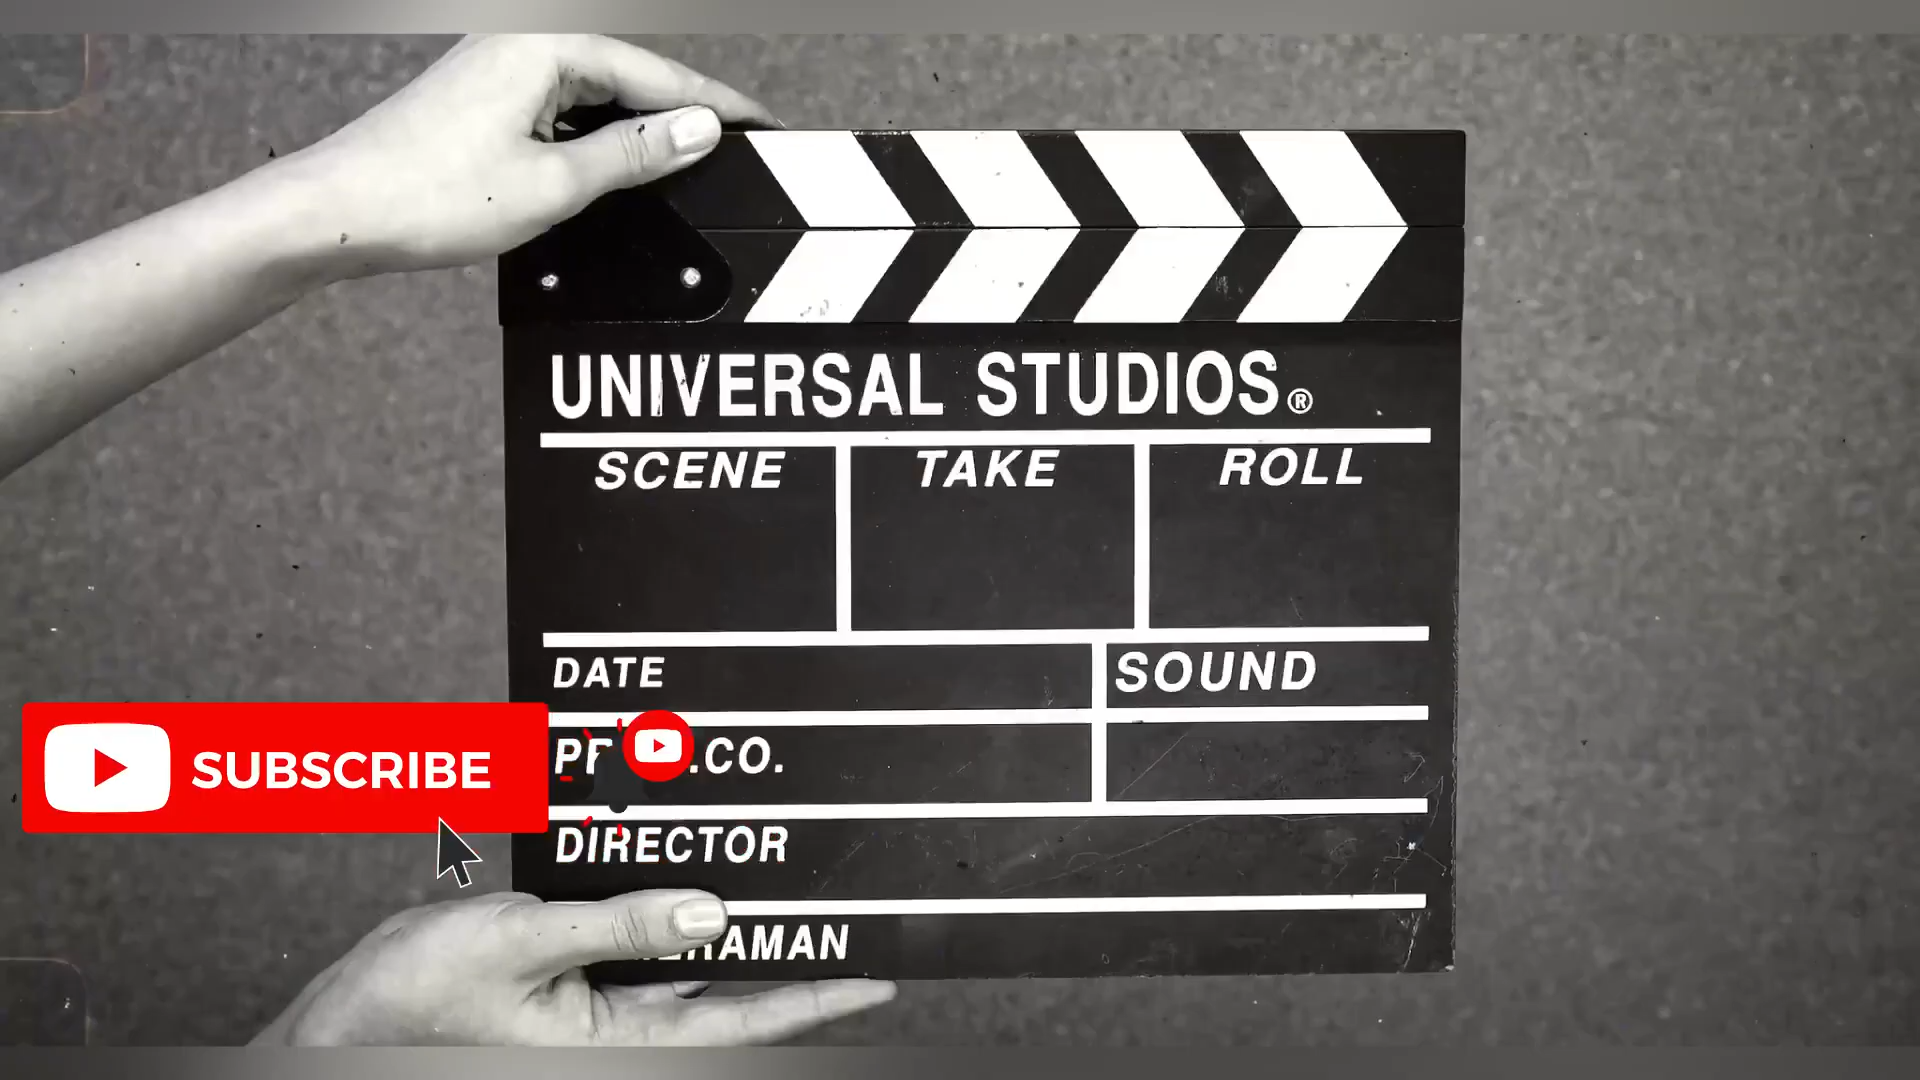 UNIVERSAL STUDIOS®
SCENE TAKE ROLL
DATE SOUND
.CO.
DIRECTOR
SUBSCRIBE